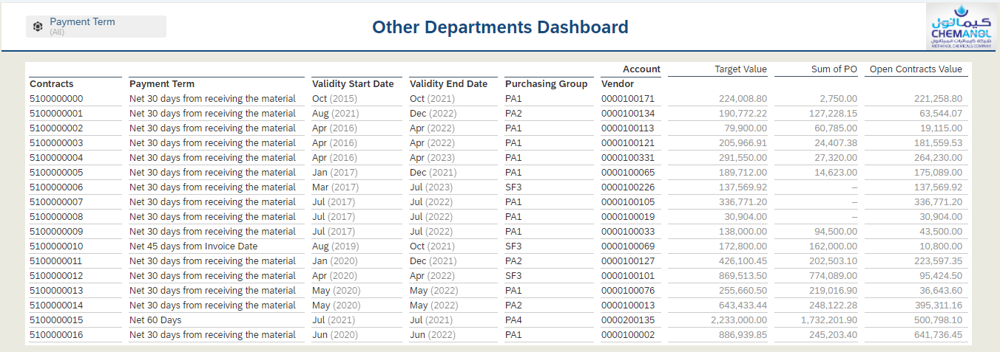 Payment Term
(All)
Other Departments Dashboard
كيمانول
CHEMANOL
شركة كيمائيات الميثانول
METHANOL CHEMICALS COMPANY
Account Target Value Sum of PO Open Contracts Value
Contracts Payment Term Validity Start Date Validity End Date Purchasing Group Vendor
5100000000 Net 30 days from receiving the material Oct (2015) Oct (2021) PA1 0000100171 224,008.80 2,750.00 221,258.80
5100000001 Net 30 days from receiving the material Aug (2021) Dec (2022) PA2 0000100134 190,772.22 127,228.15 63,544.07
5100000002 Net 30 days from receiving the material Apr (2016) Apr (2022) PA1 0000100113 79,900.00 60,785.00 19,115.00
5100000003 Net 30 days from receiving the material Apr (2016) Apr (2022) PA1 0000100121 205,966.91 24,407.38 181,559.53
5100000004 Net 30 days from receiving the material Apr (2016) Apr (2023) PA1 0000100331 291,550.00 27,320.00 264,230.00
5100000005 Net 30 days from receiving the material Jan (2017) Dec (2021) PA1 0000100065 189,712.00 14,623.00 175,089.00
5100000006 Net 30 days from receiving the material Mar (2017) Jul (2023) SF3 0000100226 137,569.92 – 137,569.92
5100000007 Net 30 days from receiving the material Jul (2017) Jul (2022) PA1 0000100105 336,771.20 – 336,771.20
5100000008 Net 30 days from receiving the material Jul (2017) Jul (2022) PA1 0000100019 30,904.00 – 30,904.00
5100000009 Net 30 days from receiving the material Jul (2017) Jul (2022) PA1 0000100033 138,000.00 94,500.00 43,500.00
5100000010 Net 45 days from Invoice Date Aug (2019) Oct (2021) SF3 0000100069 172,800.00 162,000.00 10,800.00
5100000011 Net 30 days from receiving the material Jan (2020) Dec (2021) PA2 0000100127 426,100.45 202,503.10 223,597.35
5100000012 Net 30 days from receiving the material Apr (2020) Apr (2022) SF3 0000100101 869,513.50 774,089.00 95,424.50
5100000013 Net 30 days from receiving the material May (2020) May (2022) PA1 0000100076 255,660.50 219,016.90 36,643.60
5100000014 Net 30 days from receiving the material May (2020) May (2022) PA2 0000100013 643,433.44 248,122.28 395,311.16
5100000015 Net 60 Days Jul (2021) Jul (2021) PA4 0000200135 2,233,000.00 1,732,201.90 500,798.10
5100000016 Net 30 days from receiving the material Jun (2020) Jun (2022) PA1 0000100002 886,939.85 245,203.40 641,736.45